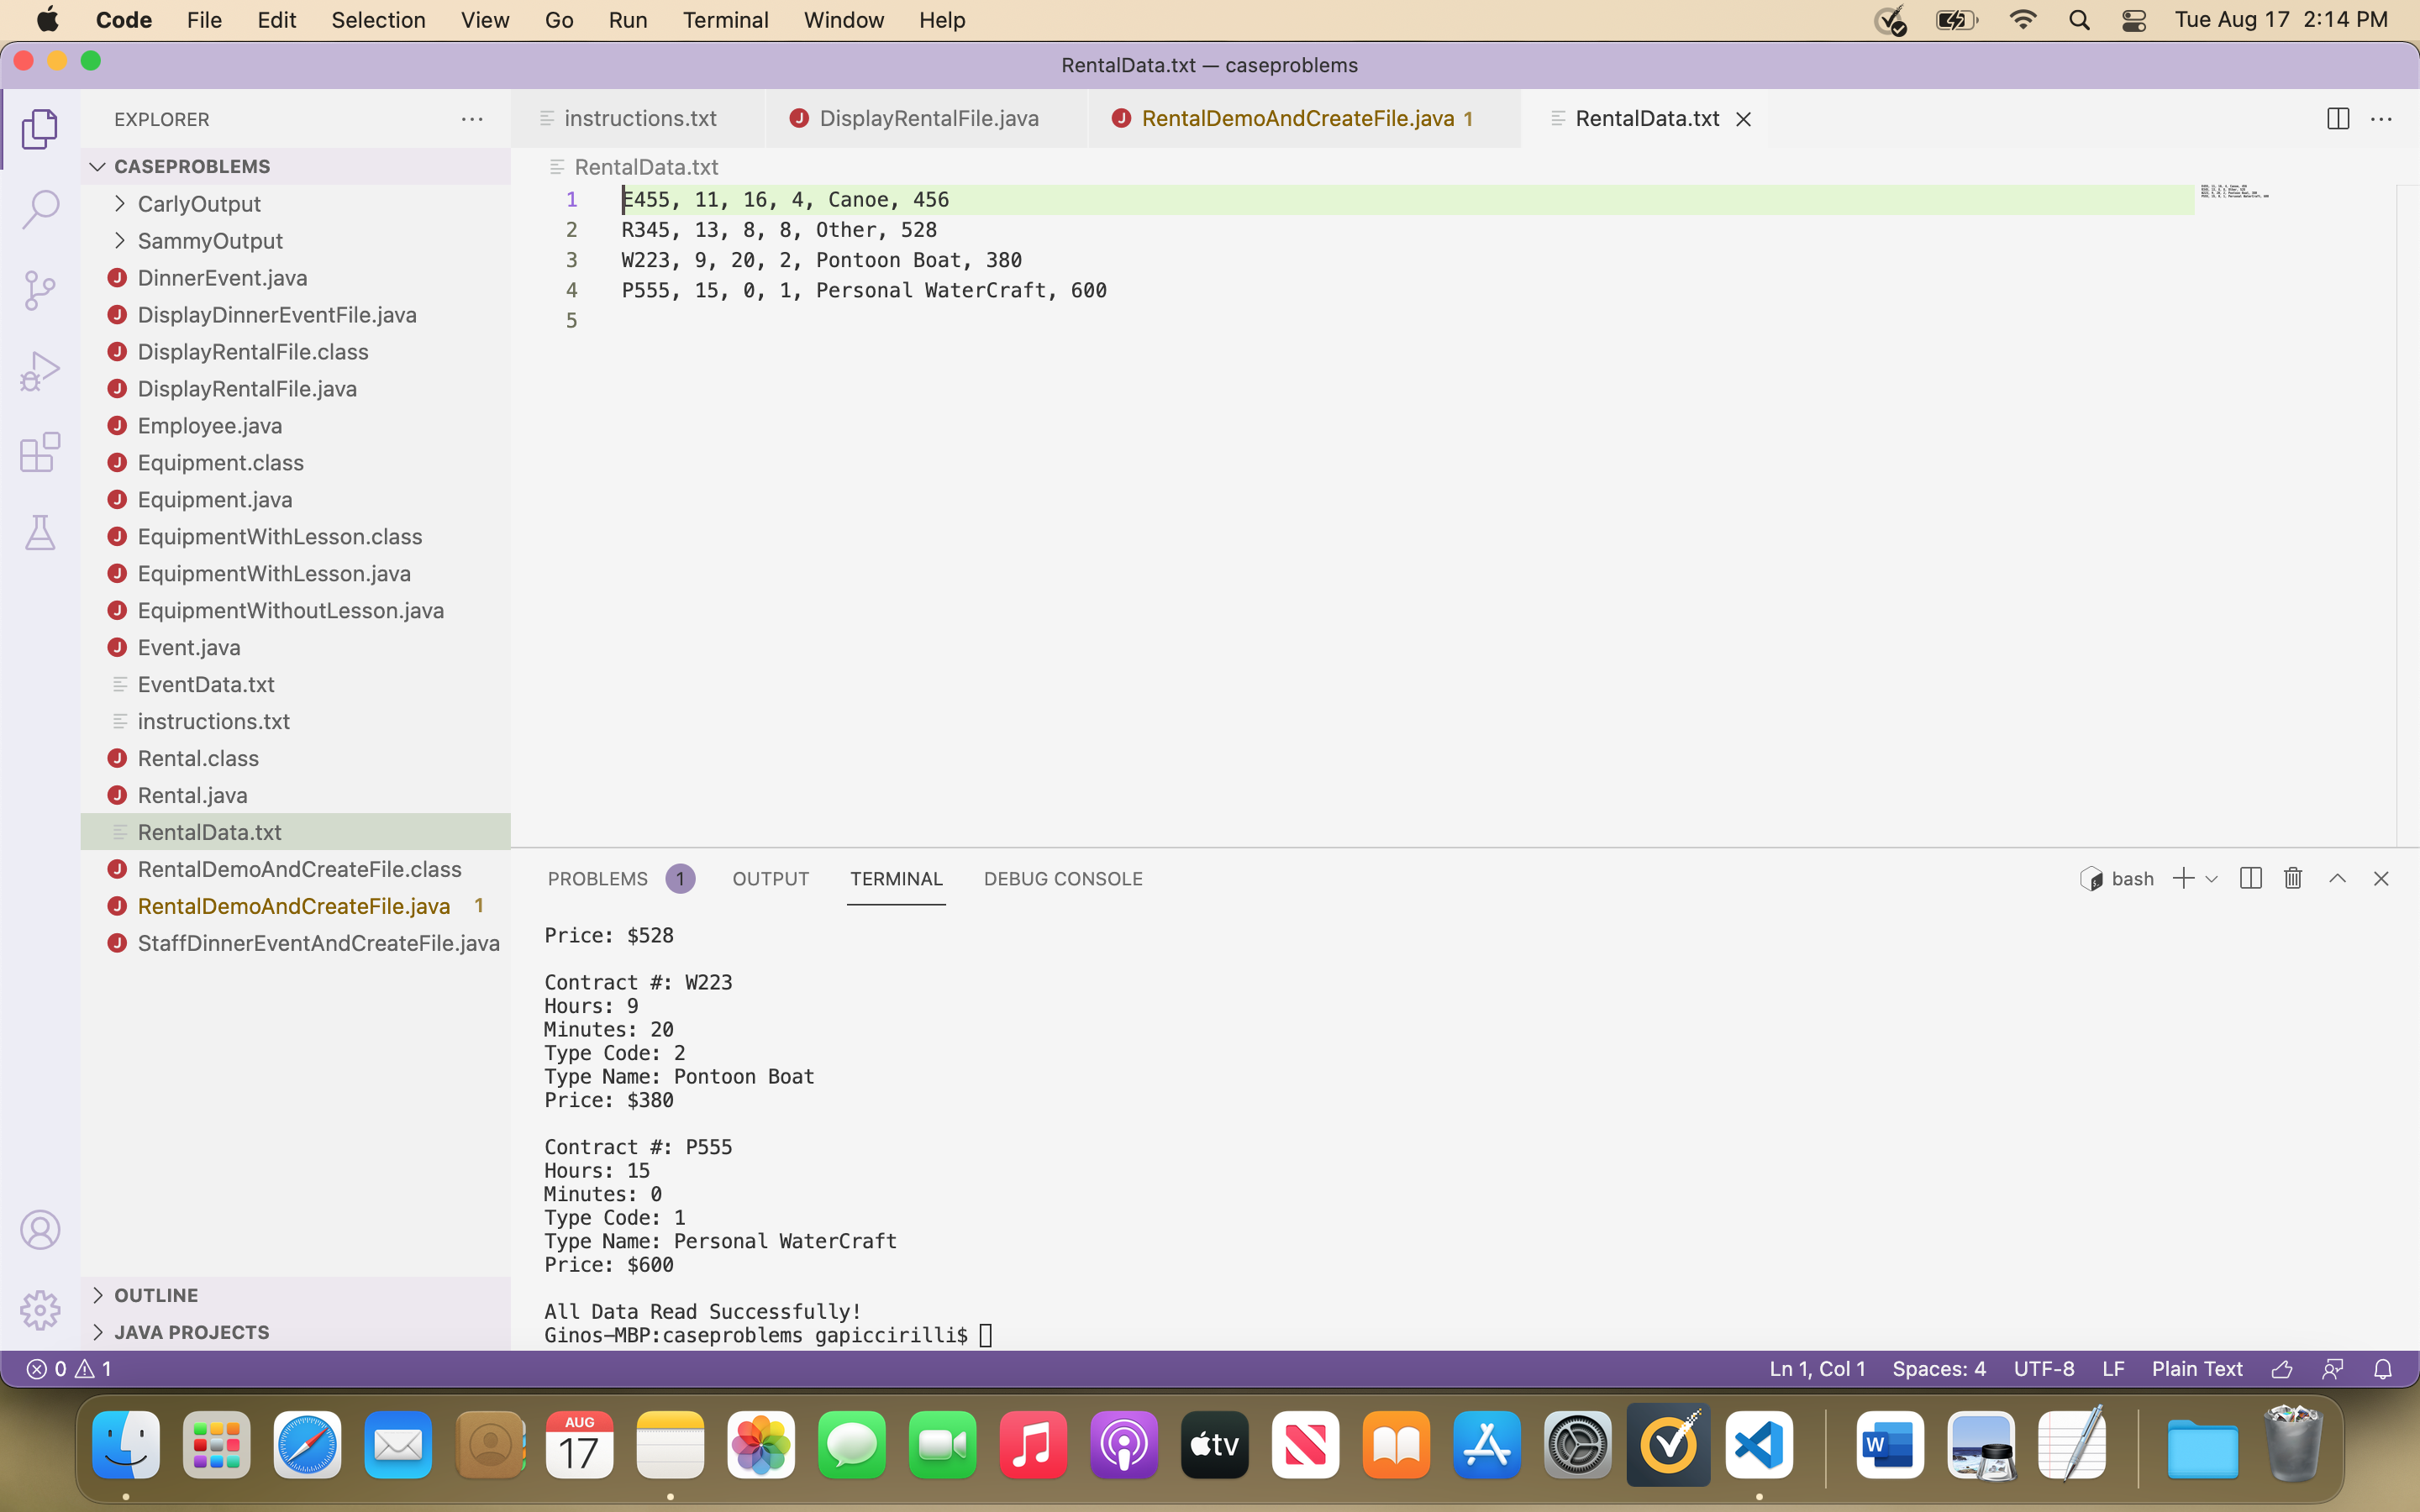 Code File Edit Selection View Go Run Terminal Window Help Tue Aug 17 2:14 PM
RentalData.txt — caseproblems
EXPLORER
instructions.txt DisplayRentalFile.java RentalDemoAndCreateFile.java 1 RentalData.txt
CASEPROBLEMS
CarlyOutput
SammyOutput
DinnerEvent.java
DisplayDinnerEventFile.java
DisplayRentalFile.class
DisplayRentalFile.java
Employee.java
Equipment.class
Equipment.java
EquipmentWithLesson.class
EquipmentWithLesson.java
EquipmentWithoutLesson.java
Event.java
EventData.txt
instructions.txt
Rental.class
Rental.java
RentalData.txt
RentalDemoAndCreateFile.class
RentalDemoAndCreateFile.java 1
StaffDinnerEventAndCreateFile.java
OUTLINE
JAVA PROJECTS
RentalData.txt
1 E455, 11, 16, 4, Canoe, 456
2 R345, 13, 8, 8, Other, 528
3 W223, 9, 20, 2, Pontoon Boat, 380
4 P555, 15, 0, 1, Personal WaterCraft, 600
5
PROBLEMS 1 OUTPUT TERMINAL DEBUG CONSOLE bash
Price: $528
Contract #: W223
Hours: 9
Minutes: 20
Type Code: 2
Type Name: Pontoon Boat
Price: $380
Contract #: P555
Hours: 15
Minutes: 0
Type Code: 1
Type Name: Personal WaterCraft
Price: $600
All Data Read Successfully!
Ginos-MBP:caseproblems gapiccirilli$
0 1 Ln 1, Col 1 Spaces: 4 UTF-8 LF Plain Text
AUG
17
tv
W